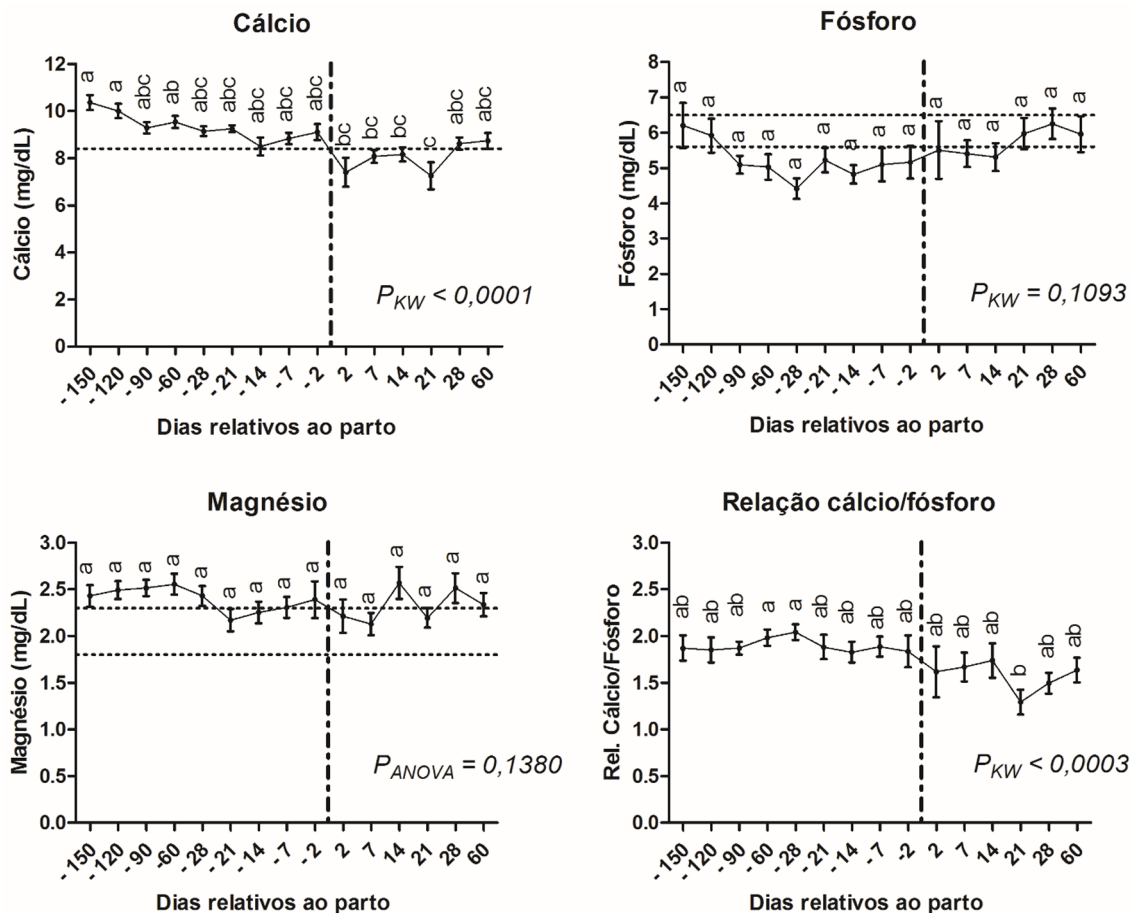 Cálcio
Cálcio (mg/dL)
12
10
8
6
4
2
0
a a abc ab abc abc abc abc abc bc bc bc c abc abc
P_KW < 0,0001
- 150 - 120 - 90 -60 - 28 - 21 - 14 - 7 - 2 2 7 14 21 28 60
Dias relativos ao parto
Fósforo
Fósforo (mg/dL)
8
7
6
5
4
3
2
1
0
a a a a a a a a a a a a a a a
P_KW = 0,1093
- 150 - 120 - 90 - 60 - 28 - 21 - 14 - 7 - 2 2 7 14 21 28 60
Dias relativos ao parto
Magnésio
Magnésio (mg/dL)
3.0
2.5
2.0
1.5
1.0
0.5
0.0
a a a a a a a a a a a a a a a
P_ANOVA = 0,1380
- 150 - 120 - 90 -60 - 28 - 21 - 14 - 7 - 2 2 7 14 21 28 60
Dias relativos ao parto
Relação cálcio/fósforo
Rel. Cálcio/Fósforo
3.0
2.5
2.0
1.5
1.0
0.5
0.0
ab ab ab a a ab ab ab ab ab ab ab b ab ab
P_KW < 0,0003
- 150 - 120 - 90 - 60 - 28 - 21 - 14 - 7 -2 2 7 14 21 28 60
Dias relativos ao parto